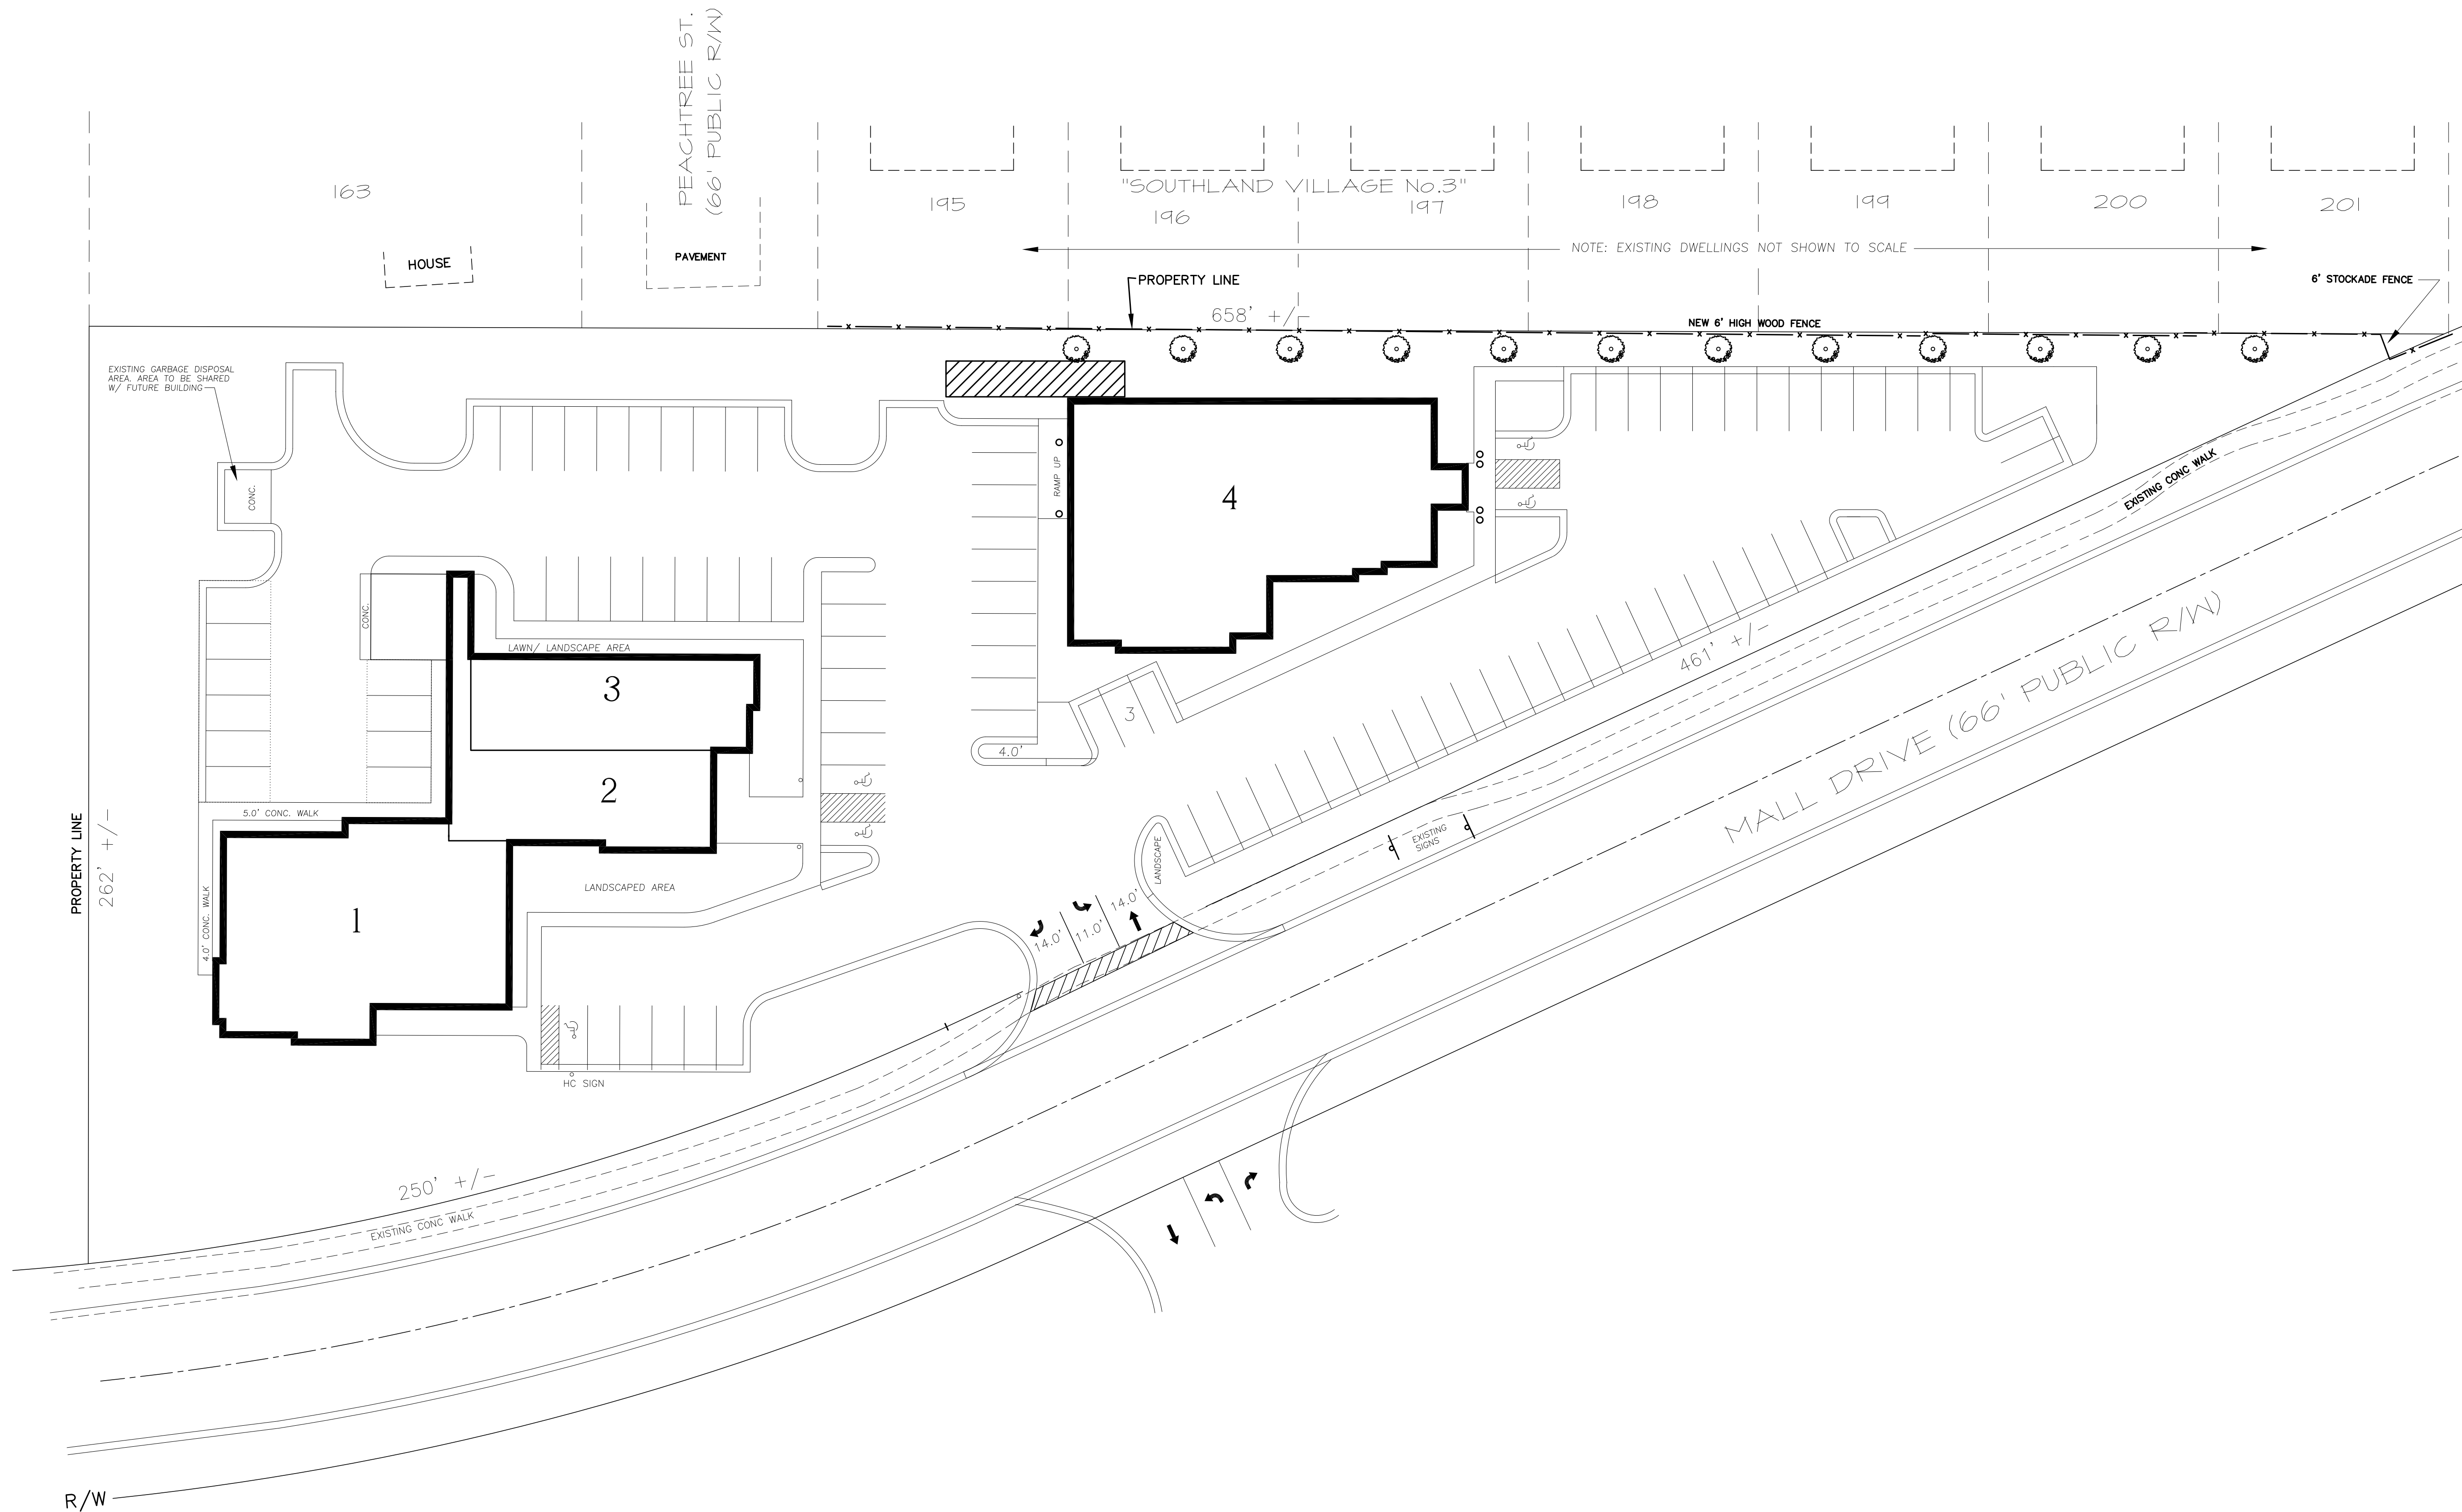 PEACHTREE ST.
(66' PUBLIC R/W)
163
195
"SOUTHLAND VILLAGE No.3"
196
197
198
199
200
201
HOUSE
PAVEMENT
NOTE: EXISTING DWELLINGS NOT SHOWN TO SCALE
PROPERTY LINE
6' STOCKADE FENCE
658' +/-
NEW 6' HIGH WOOD FENCE
EXISTING GARBAGE DISPOSAL
AREA. AREA TO BE SHARED
W/ FUTURE BUILDING
CONC.
RAMP UP
4
EXISTING CONC WALK
CONC.
LAWN/ LANDSCAPE AREA
3
2
3
4.0'
461' +/-
MALL DRIVE (66' PUBLIC R/W)
PROPERTY LINE
262' +/-
5.0' CONC. WALK
4.0' CONC. WALK
1
LANDSCAPED AREA
LANDSCAPE
EXISTING
SIGNS
14.0'
11.0'
14.0'
HC SIGN
250' +/-
EXISTING CONC WALK
R/W